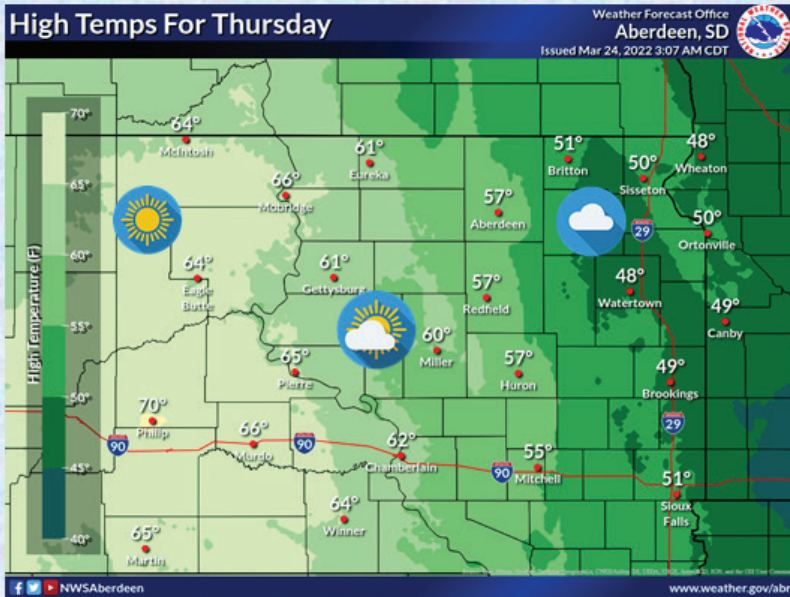 High Temps For Thursday
Weather Forecast Office
Aberdeen, SD
Issued Mar 24, 2022 3:07 AM CDT
NATIONAL WEATHER SERVICE
High Temperature (F)
70°
65°
60°
55°
50°
45°
40°
64°
McIntosh
61°
Eureka
51°
Britton
48°
Wheaton
50°
Sisseton
66°
Mobridge
57°
Aberdeen
50°
Ortonville
29
64°
Eagle
Butte
61°
Gettysburg
57°
Redfield
48°
Watertown
49°
Canby
60°
Miller
65°
Pierre
57°
Huron
49°
Brookings
70°
Philip
29
90
66°
Murdo
90
62°
Chamberlain
90
55°
Mitchell
51°
Sioux
Falls
64°
Winner
65°
Martin
NWSAberdeen
www.weather.gov/abr